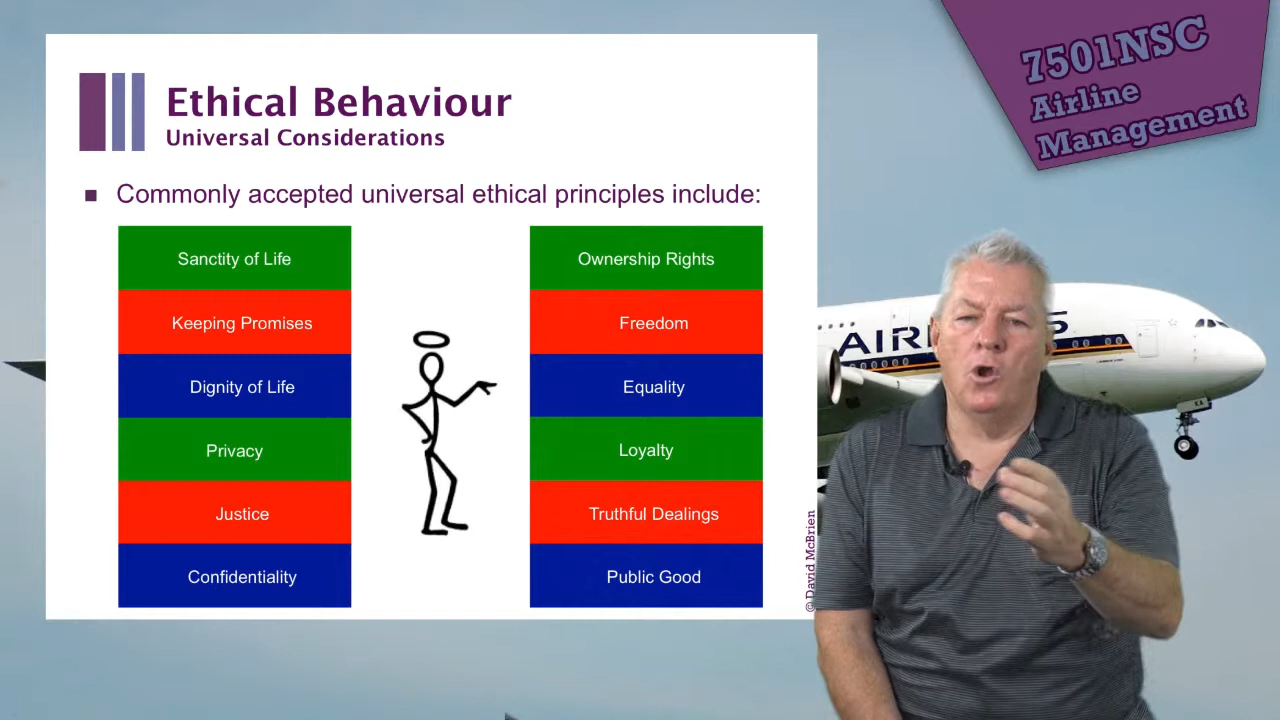 Ethical Behaviour
Universal Considerations
Commonly accepted universal ethical principles include:
Sanctity of Life
Keeping Promises
Dignity of Life
Privacy
Justice
Confidentiality
Ownership Rights
Freedom
Equality
Loyalty
Truthful Dealings
Public Good
© David McBrien
7501NSC
Airline
Management